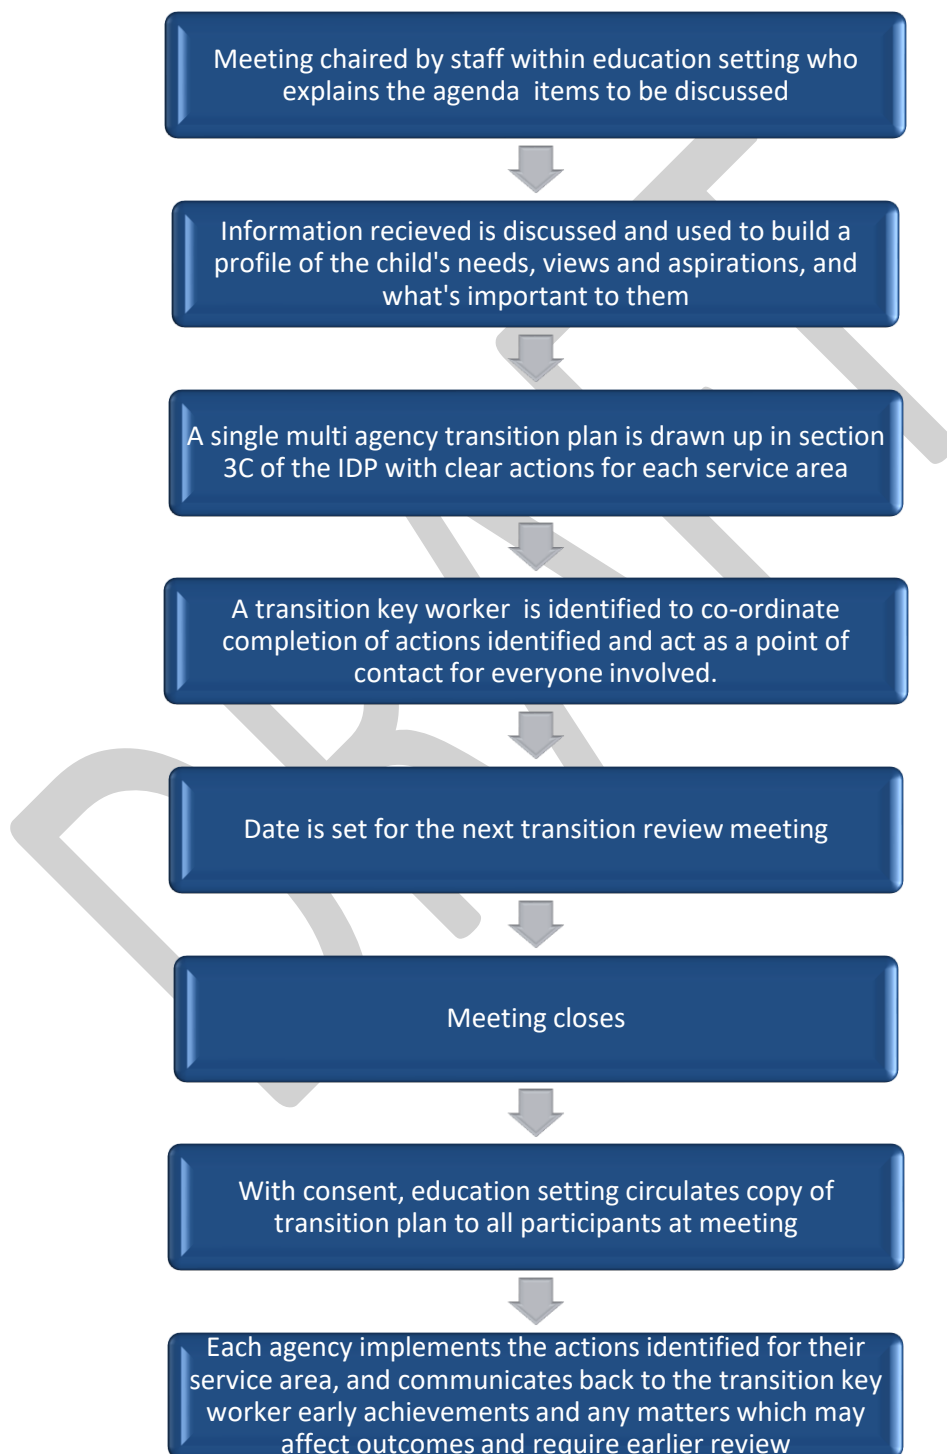 Meeting chaired by staff within education setting who
explains the agenda  items to be discussed
Information recieved is discussed and used to build a
profile of the child's needs, views and aspirations, and
what's important to them
A single multi agency transition plan is drawn up in section
3C of the IDP with clear actions for each service area
A transition key worker  is identified to co-ordinate
completion of actions identified and act as a point of
contact for everyone involved.
Date is set for the next transition review meeting
Meeting closes
With consent, education setting circulates copy of
transition plan to all participants at meeting
Each agency implements the actions identified for their
service area, and communicates back to the transition key
worker early achievements and any matters which may
affect outcomes and require earlier review
DRAFT